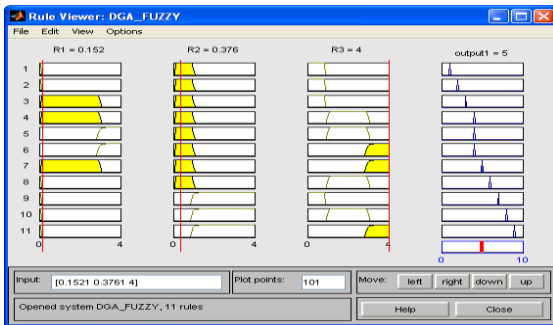 Rule Viewer: DGA_FUZZY
File Edit View Options
R1 = 0.152 R2 = 0.376 R3 = 4 output1 = 5
1
2
3
4
5
6
7
8
9
10
11
0 4 0 4 0 4
0 10
Input: [0.1521 0.3761 4] Plot points: 101 Move: left right down up
Opened system DGA_FUZZY, 11 rules Help Close